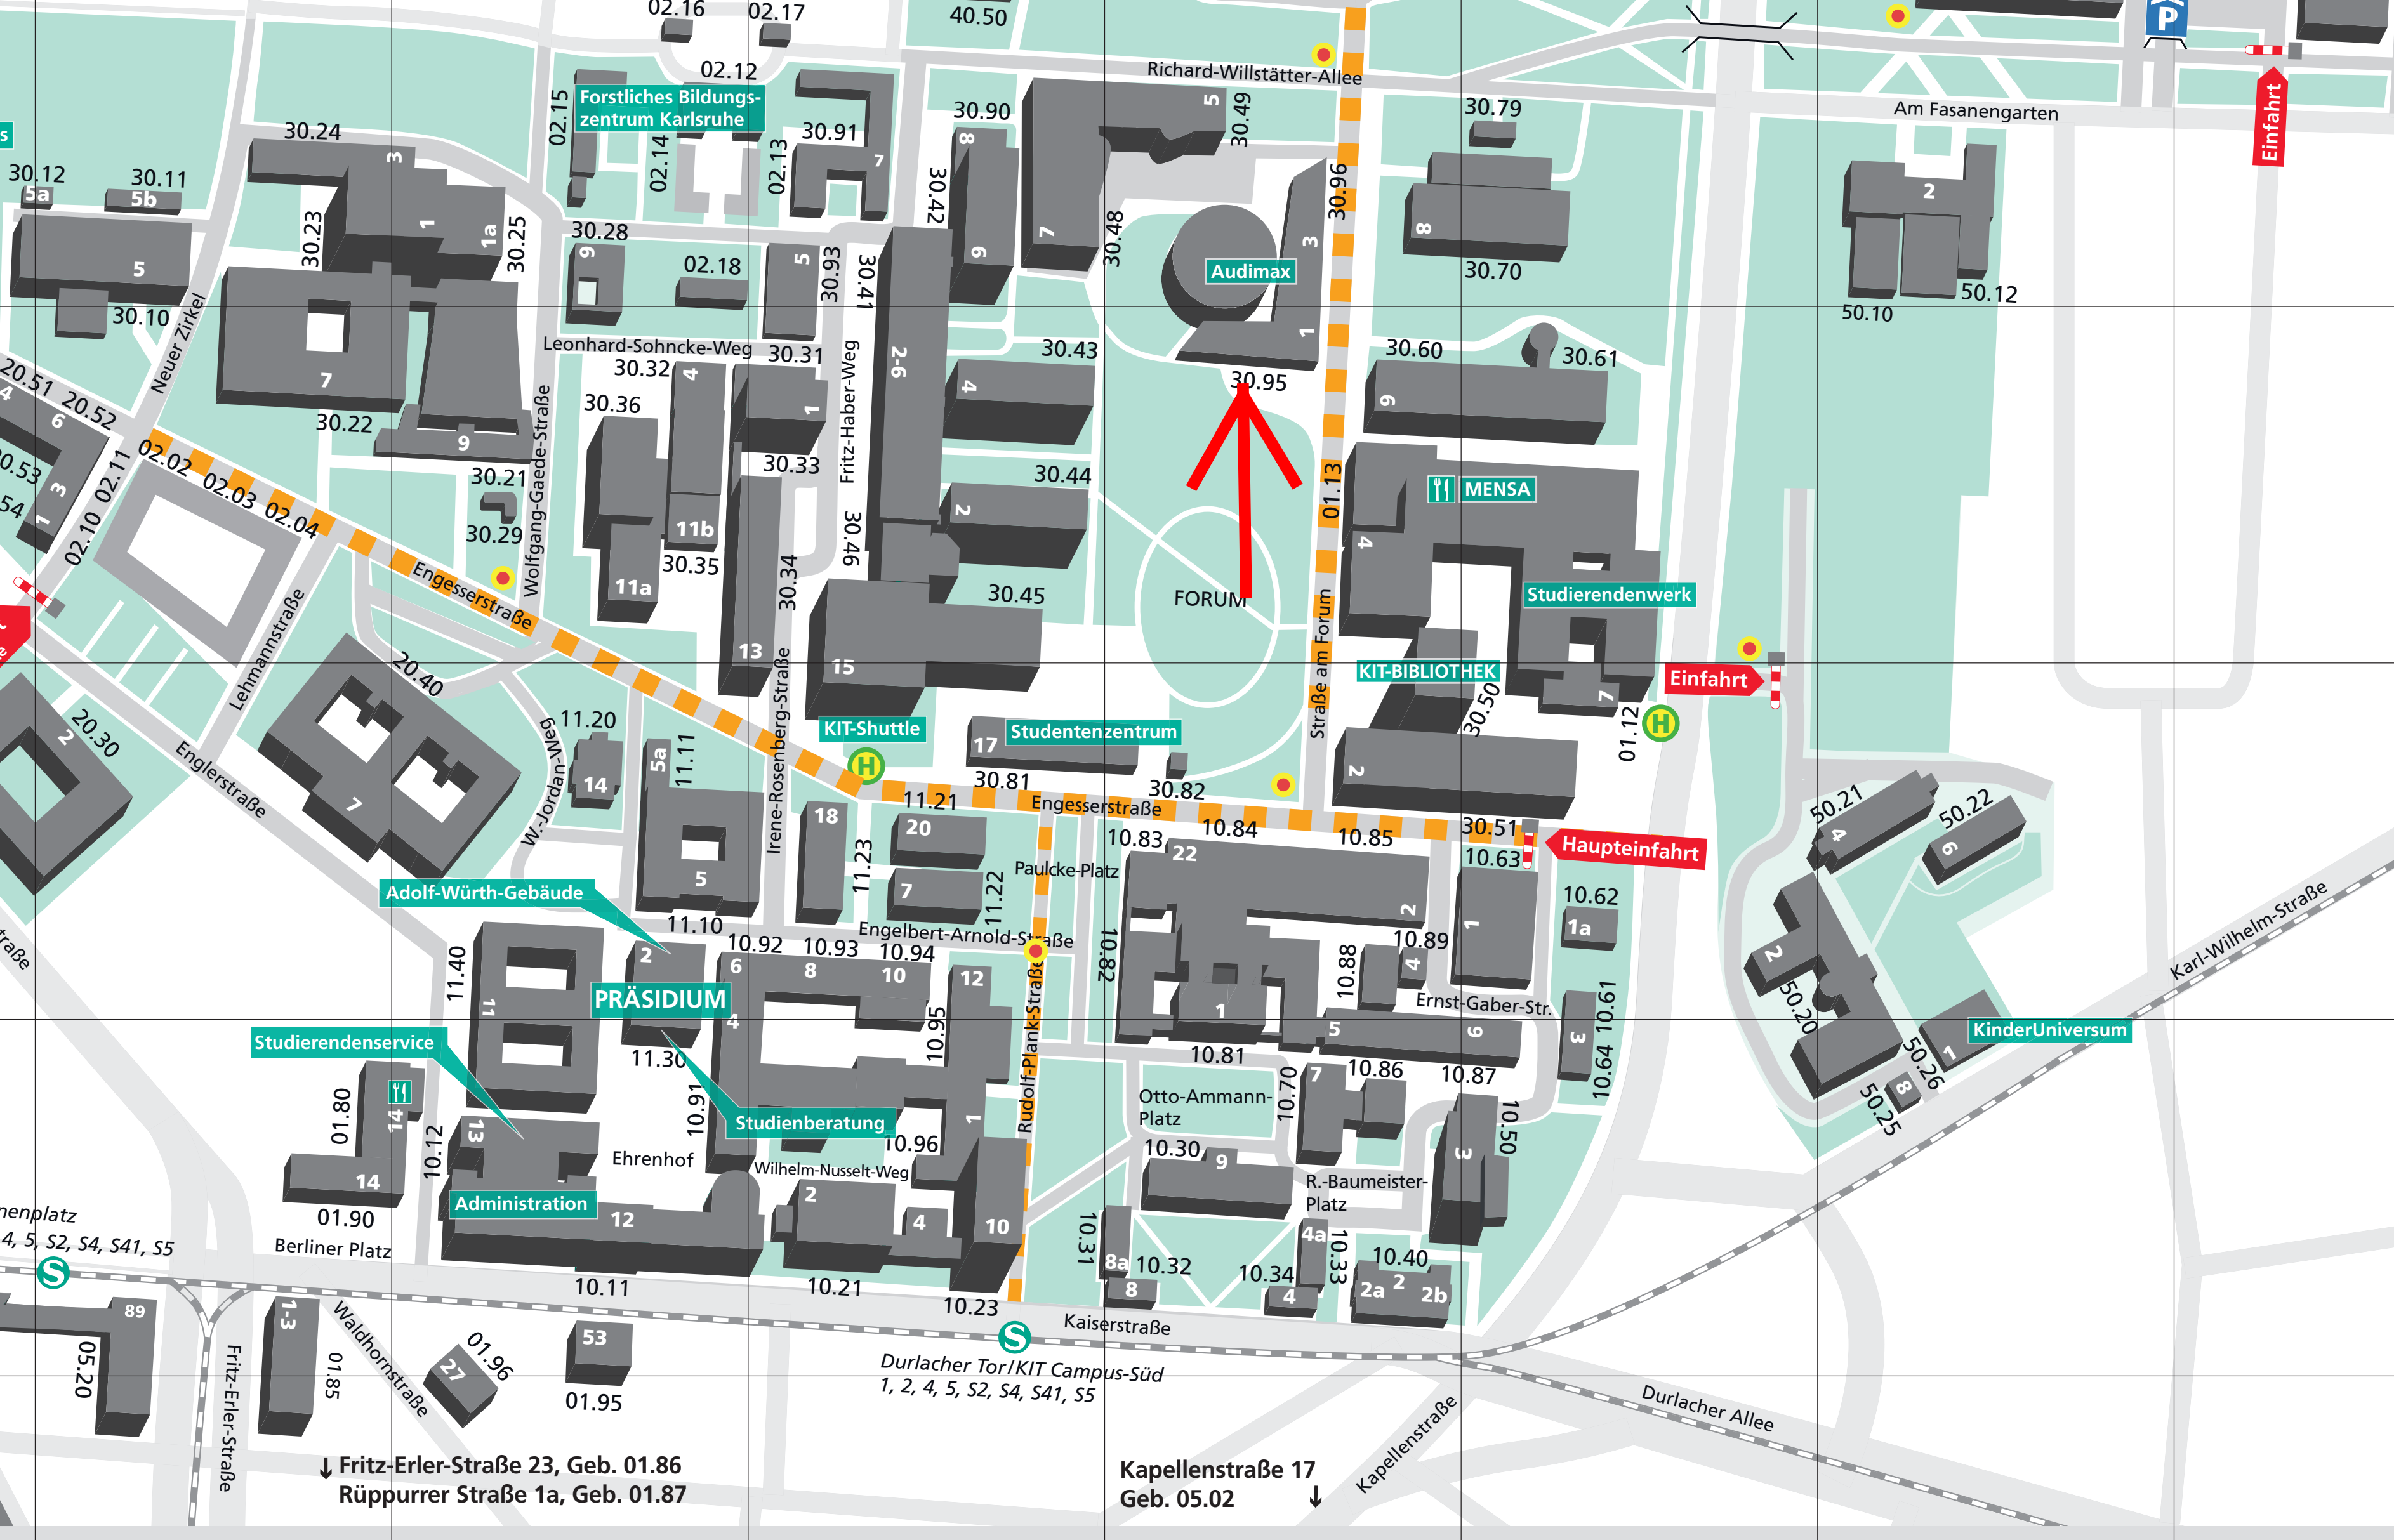 02.16
02.17
40.50
P
Richard-Willstätter-Allee
Am Fasanengarten
Einfahrt
s
02.12
02.15
Forstliches Bildungs-
zentrum Karlsruhe
02.14
02.13
30.91
7
30.90
8
5
30.49
30.79
30.24
3
30.12
5a
30.11
5b
30.23
1
1a
30.25
30.28
9
02.18
5
30.93
30.42
6
7
30.48
30.96
3
8
30.70
2
50.12
50.10
5
30.10
Audimax
1
30.95
30.41
Neuer Zirkel
7
30.22
9
Leonhard-Sohncke-Weg
30.31
30.32
4
30.36
1
30.33
Fritz-Haber-Weg
2-6
30.43
4
30.60
9
30.61
20.51
4
20.52
6
20.53
3
54
1
02.02
02.03
02.04
02.11
02.10
30.21
30.29
Wolfgang-Gaede-Straße
11b
30.35
11a
13
30.34
30.46
30.44
2
30.45
15
FORUM
01.13
MENSA
4
Studierendenwerk
Engesserstraße
Lehmannstraße
20.40
7
20.30
2
Englerstraße
W.-Jordan-Weg
11.20
14
5a
11.11
Irene-Rosenberg-Straße
KIT-Shuttle
H
17
Studentenzentrum
30.81
30.82
Straße am Forum
KIT-BIBLIOTHEK
30.50
7
01.12
H
Einfahrt
2
30.51
Haupteinfahrt
Engesserstraße
5
11.10
18
11.23
11.21
20
7
11.22
Paulcke-Platz
10.83
22
10.84
10.85
2
10.63
1
10.62
1a
50.21
4
50.22
6
2
50.20
Karl-Wilhelm-Straße
KinderUniversum
1
50.26
8
50.25
Adolf-Würth-Gebäude
Engelbert-Arnold-Straße
11.40
11
2
PRÄSIDIUM
11.30
10.92
6
10.93
8
10.94
10
12
4
10.95
10.82
1
10.81
10.88
10.89
4
Ernst-Gaber-Str.
5
6
10.86
10.87
3
10.61
10.64
Studierendenservice
Studienberatung
10.91
1
10.96
Rudolf-Plank-Straße
Otto-Ammann-
Platz
10.70
7
10.50
3
01.80
14
14
01.90
10.12
13
Ehrenhof
Administration
12
10.11
Wilhelm-Nusselt-Weg
2
4
10
10.21
10.23
10.30
9
R.-Baumeister-
Platz
10.31
8a
10.32
8
10.34
4
4a
10.33
10.40
2a
2
2b
nenplatz
4, 5, S2, S4, S41, S5
S
Berliner Platz
Kaiserstraße
S
Durlacher Tor/KIT Campus-Süd
1, 2, 4, 5, S2, S4, S41, S5
89
05.20
Fritz-Erler-Straße
1-3
01.85
Waldhornstraße
27
01.96
53
01.95
Durlacher Allee
Kapellenstraße
↓ Fritz-Erler-Straße 23, Geb. 01.86
Rüppurrer Straße 1a, Geb. 01.87
Kapellenstraße 17
Geb. 05.02 ↓